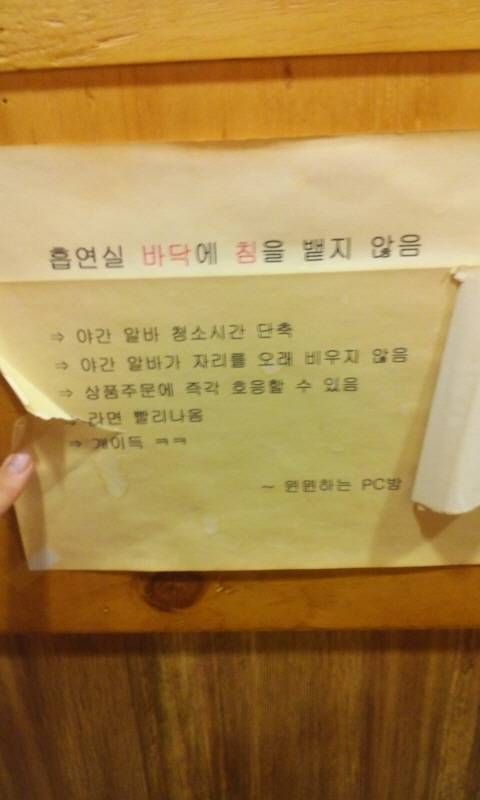 흡연실 바닥에 침을 뱉지 않음
⇒ 야간 알바 청소시간 단축
⇒ 야간 알바가 자리를 오래 비우지 않음
⇒ 상품주문에 즉각 호응할 수 있음
⇒ 라면 빨리나옴
⇒ 개이득 ㅋㅋ
~ 윈윈하는 PC방